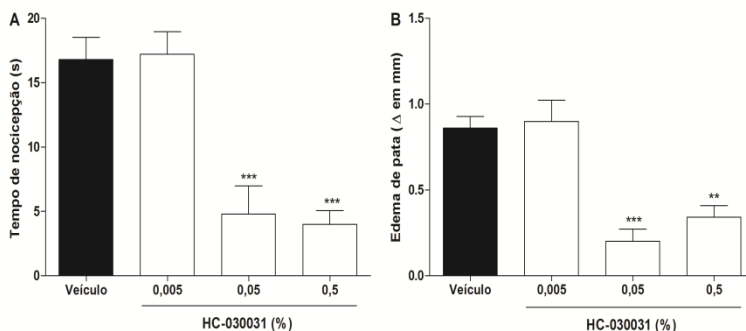 A
Tempo de nocicepção (s)
20
15
10
5
0
***
***
Veículo
0,005
0,05
0,5
HC-030031 (%)
B
Edema de pata (Δ em mm)
1.5
1.0
0.5
0.0
***
**
Veículo
0,005
0,05
0,5
HC-030031 (%)